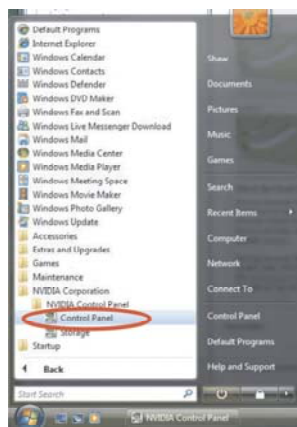 Default Programs
Internet Explorer
Windows Calendar
Windows Contacts
Windows Defender
Windows DVD Maker
Windows Fax and Scan
Windows Live Messenger Download
Windows Mail
Windows Media Center
Windows Media Player
Windows Meeting Space
Windows Movie Maker
Windows Photo Gallery
Windows Update
Accessories
Extras and Upgrades
Games
Maintenance
NVIDIA Corporation
NVIDIA Control Panel
Control Panel
Storage
Startup
Back
Start Search
Documents
Pictures
Music
Games
Search
Recent Items
Computer
Network
Connect To
Control Panel
Default Programs
Help and Support
NVIDIA Control Panel